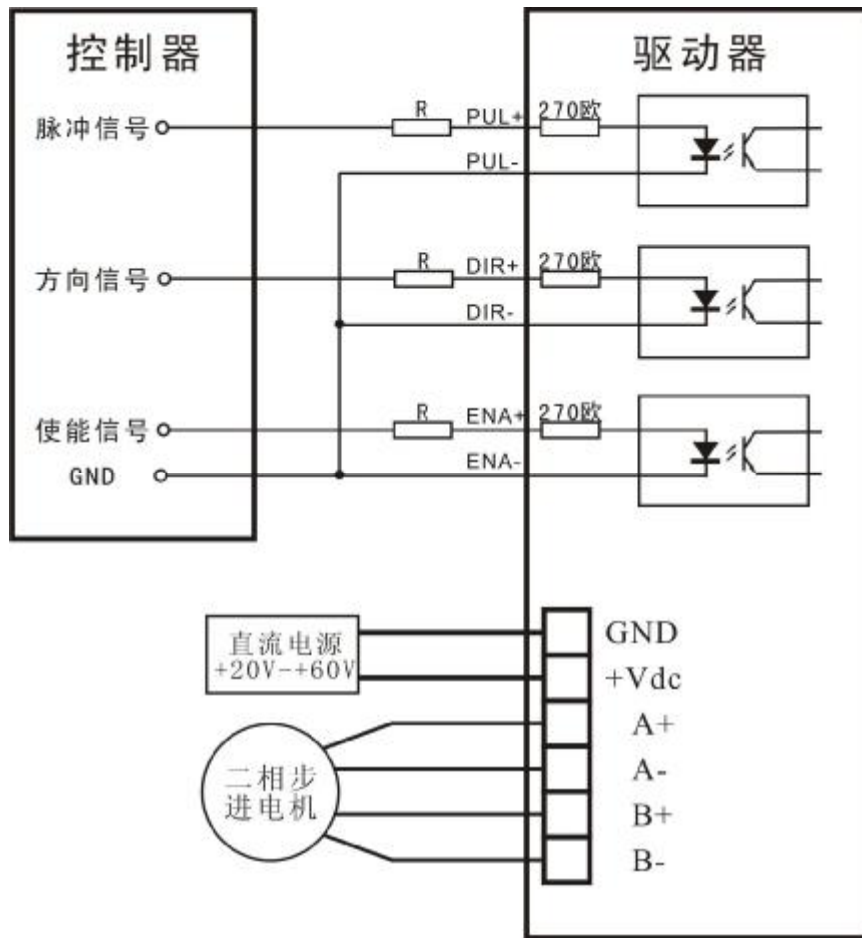 控制器
驱动器
脉冲信号
R
PUL+
270欧
PUL-
方向信号
R
DIR+
270欧
DIR-
使能信号
R
ENA+
270欧
ENA-
GND
直流电源
+20V-+60V
GND
+Vdc
A+
二相步
进电机
A-
B+
B-